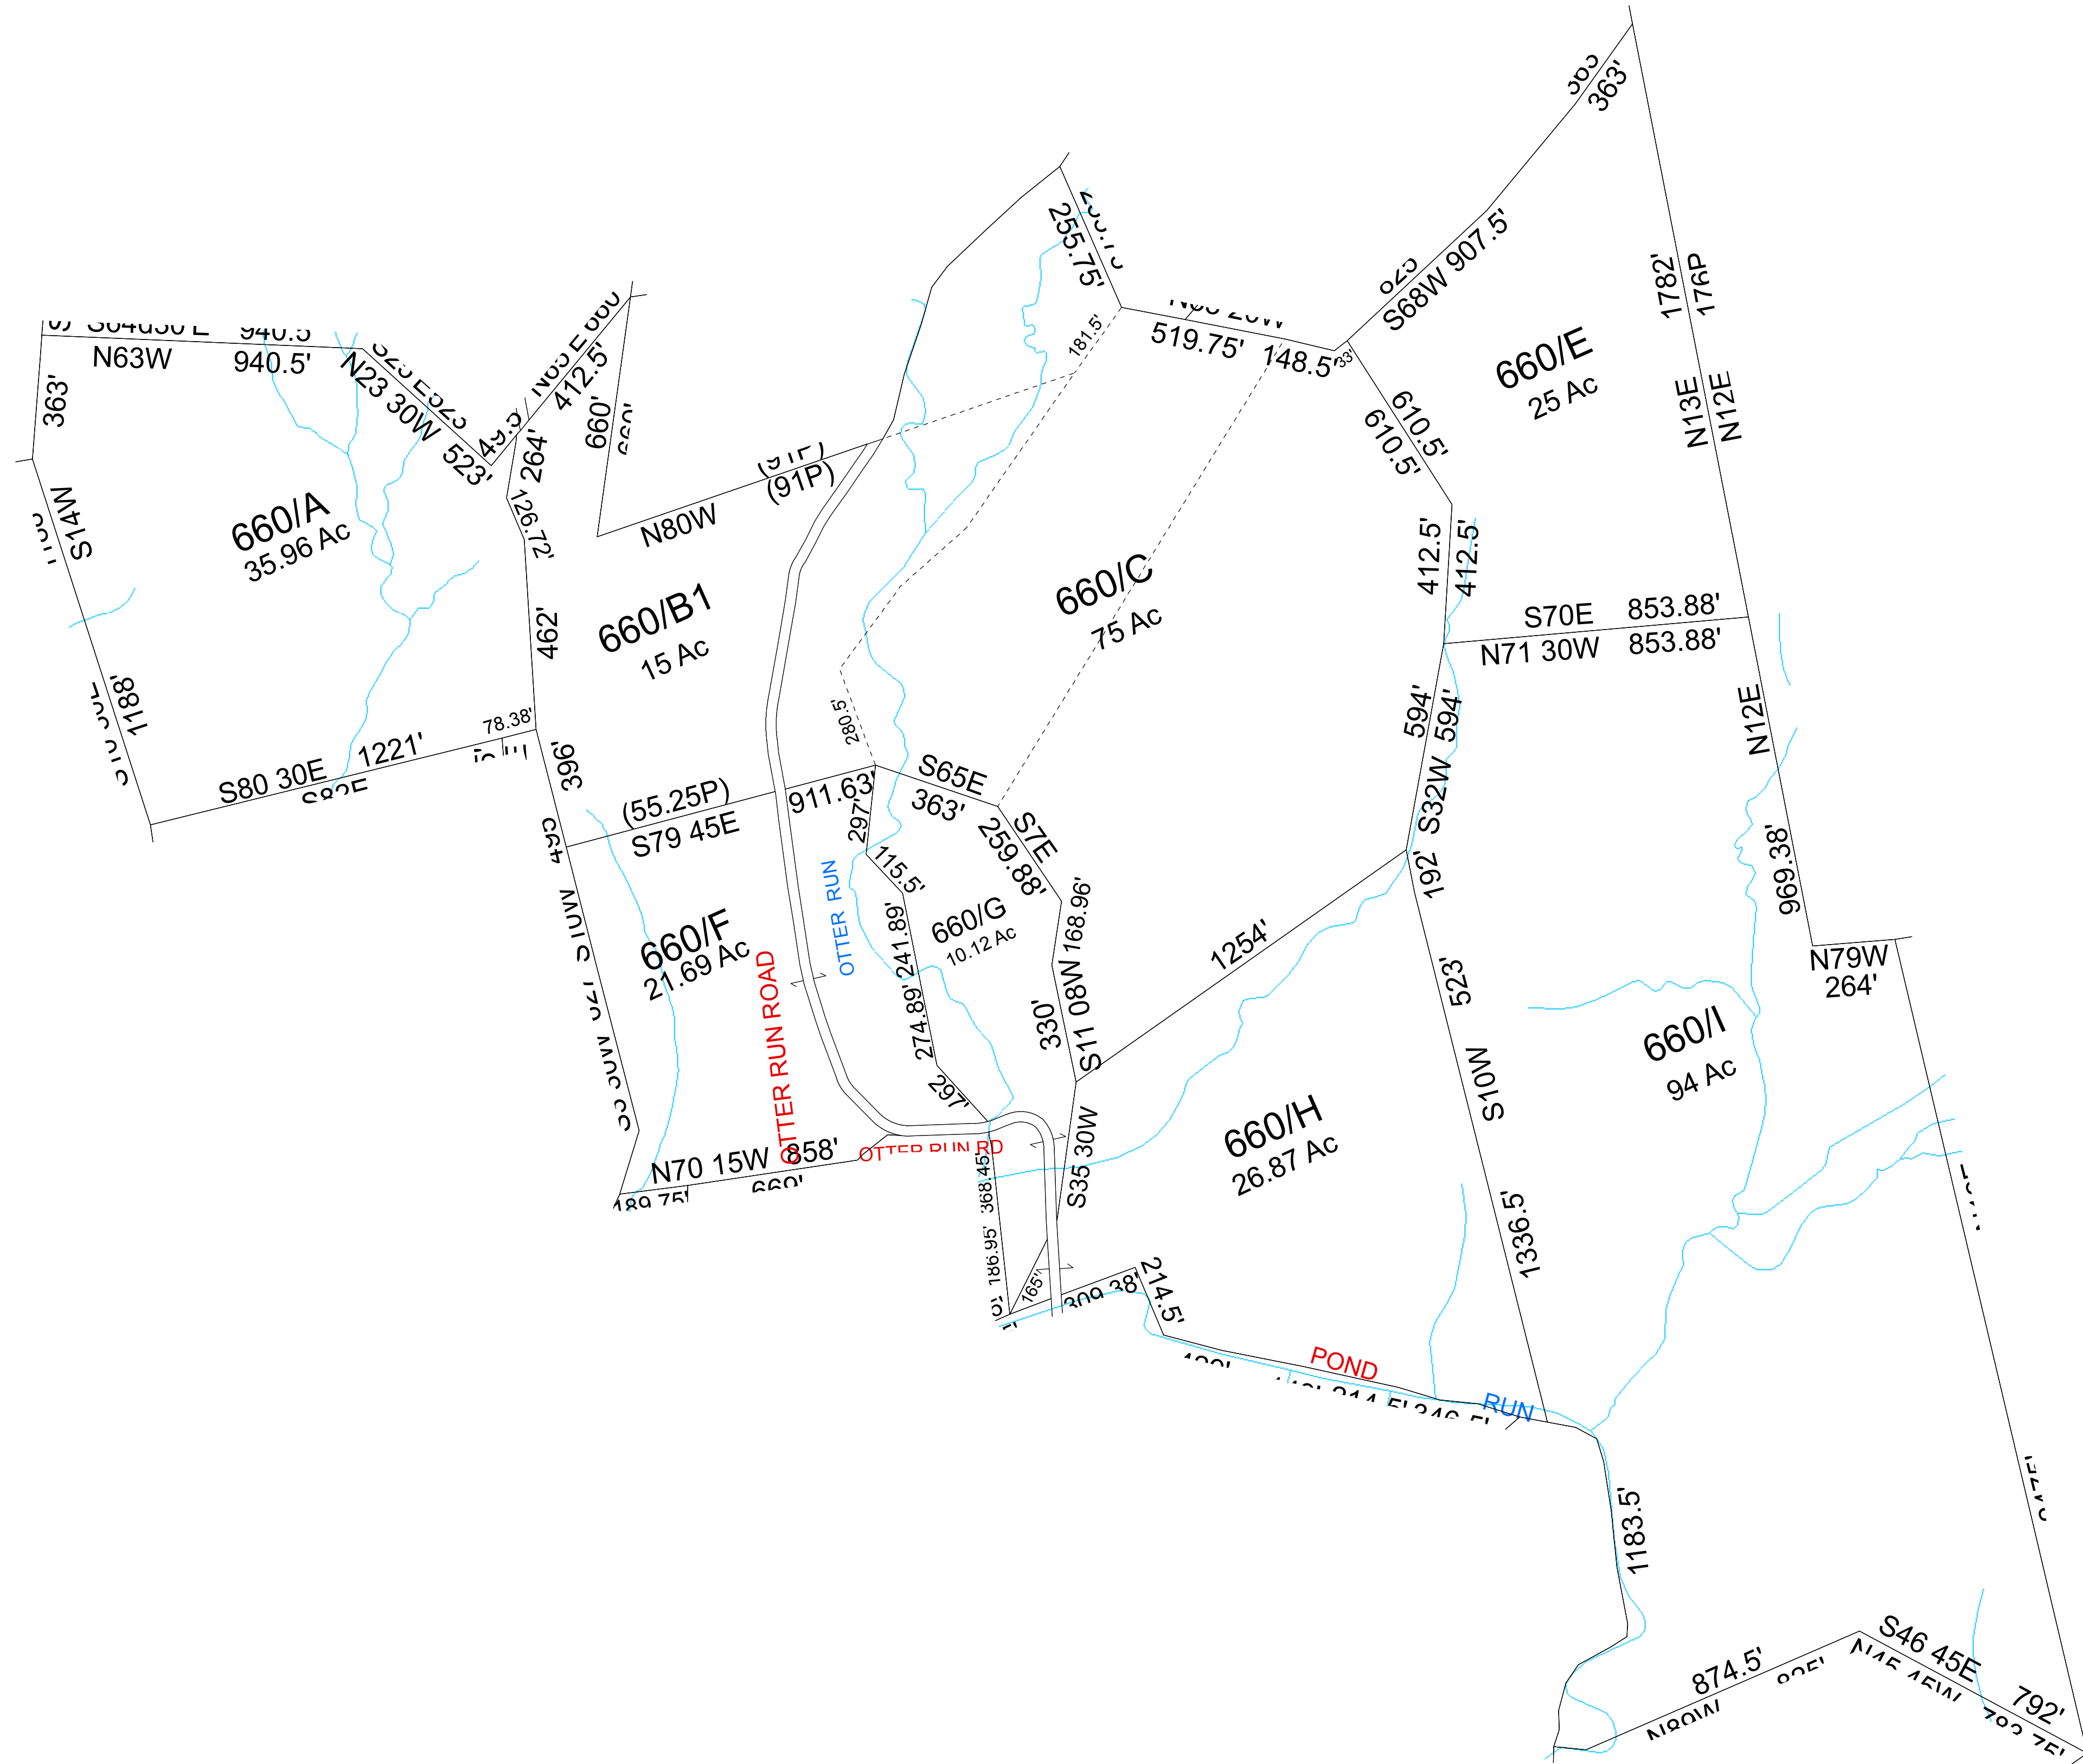 363'
S68W 907.5'
1782'
176P
N13E
N12E
660/E
25 Ac
255.75'
181.5'
519.75'
148.5'
33'
610.5'
610.5'
N63W
940.5'
363'
N23 30W
523'
49.5
412.5'
264'
660'
126.72'
(91P)
N80W
660/A
35.96 Ac
S14W
1188'
462'
660/B1
15 Ac
660/C
75 Ac
412.5'
412.5'
S70E 853.88'
N71 30W 853.88'
594'
594'
S32W
N12E
969.38'
S80 30E
1221'
78.38'
396'
495
280.5'
(55.25P)
911.63'
S79 45E
S65E
363'
297'
115.5'
S7E
259.88'
168.96'
192'
660/F
21.69 Ac
OTTER RUN
OTTER RUN ROAD
660/G
10.12 Ac
241.89'
274.89'
297'
S11 08W
330'
1254'
523'
S10W
1336.5'
N79W
264'
660/I
94 Ac
660/H
26.87 Ac
S35 30W
N70 15W 858'
OTTER RUN RD
368.45'
186.95'
165'
309.38'
214.5'
POND
RUN
1183.5'
874.5'
S46 45E
792'